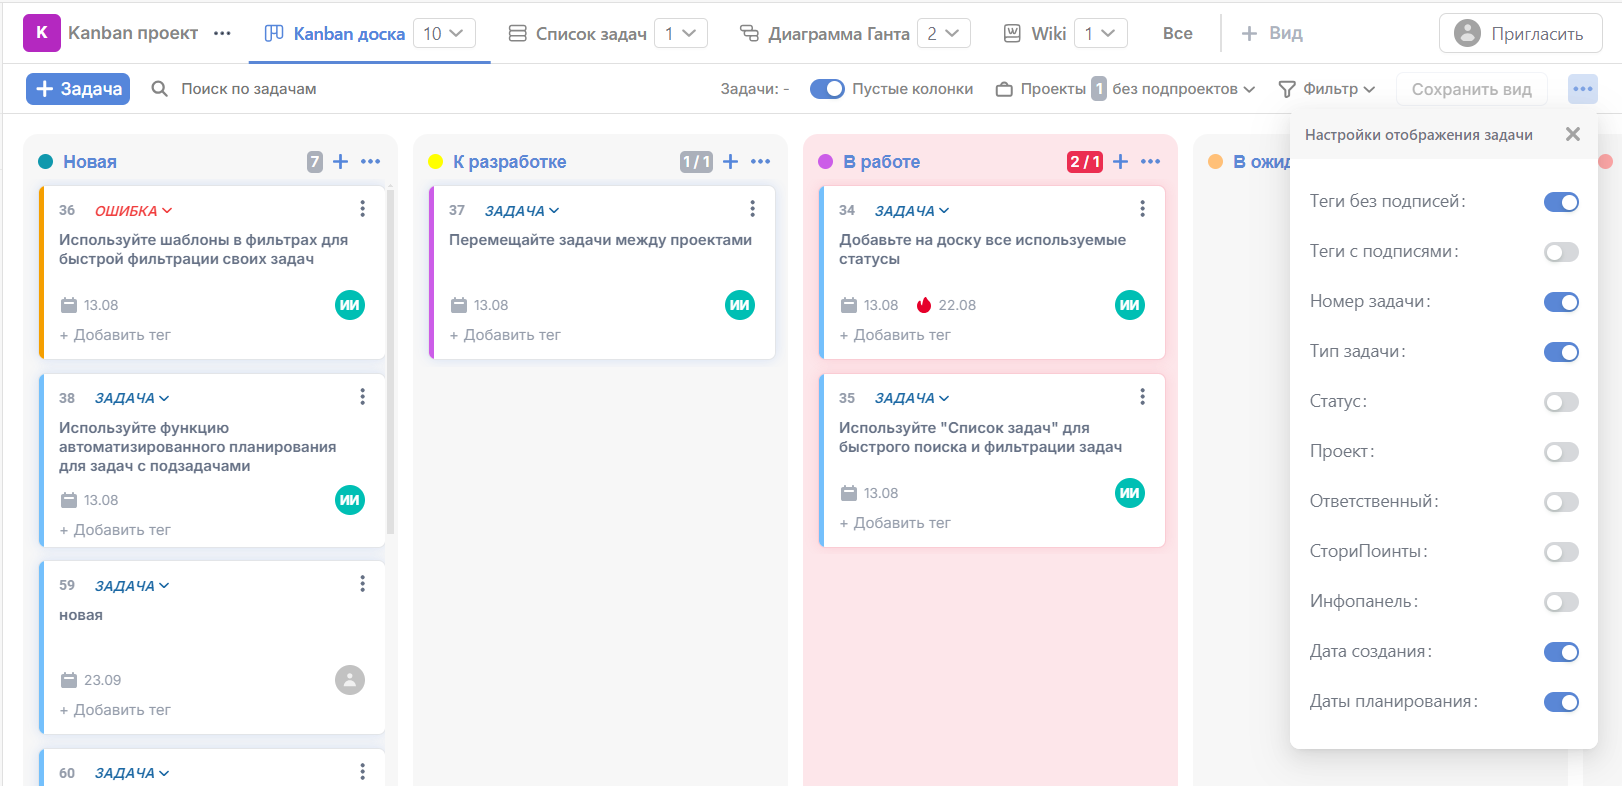 K Kanban проект ··· Kanban доска 10 Список задач 1 Диаграмма Ганта 2 Wiki 1 Все + Вид Пригласить
+ Задача Поиск по задачам Задачи: - Пустые колонки Проекты 1 без подпроектов Фильтр Сохранить вид ···
Новая 7 + ···
36 ОШИБКА
Используйте шаблоны в фильтрах для
быстрой фильтрации своих задач
13.08 ИИ
+ Добавить тег
38 ЗАДАЧА
Используйте функцию
автоматизированного планирования
для задач с подзадачами
13.08 ИИ
+ Добавить тег
59 ЗАДАЧА
новая
23.09
+ Добавить тег
60 ЗАДАЧА
К разработке 1 / 1 + ···
37 ЗАДАЧА
Перемещайте задачи между проектами
13.08 ИИ
+ Добавить тег
В работе 2 / 1 + ···
34 ЗАДАЧА
Добавьте на доску все используемые
статусы
13.08 22.08 ИИ
+ Добавить тег
35 ЗАДАЧА
Используйте "Список задач" для
быстрого поиска и фильтрации задач
13.08 ИИ
+ Добавить тег
В
Настройки отображения задачи
Теги без подписей:
Теги с подписями:
Номер задачи:
Тип задачи:
Статус:
Проект:
Ответственный:
СториПоинты:
Инфопанель:
Дата создания:
Даты планирования: